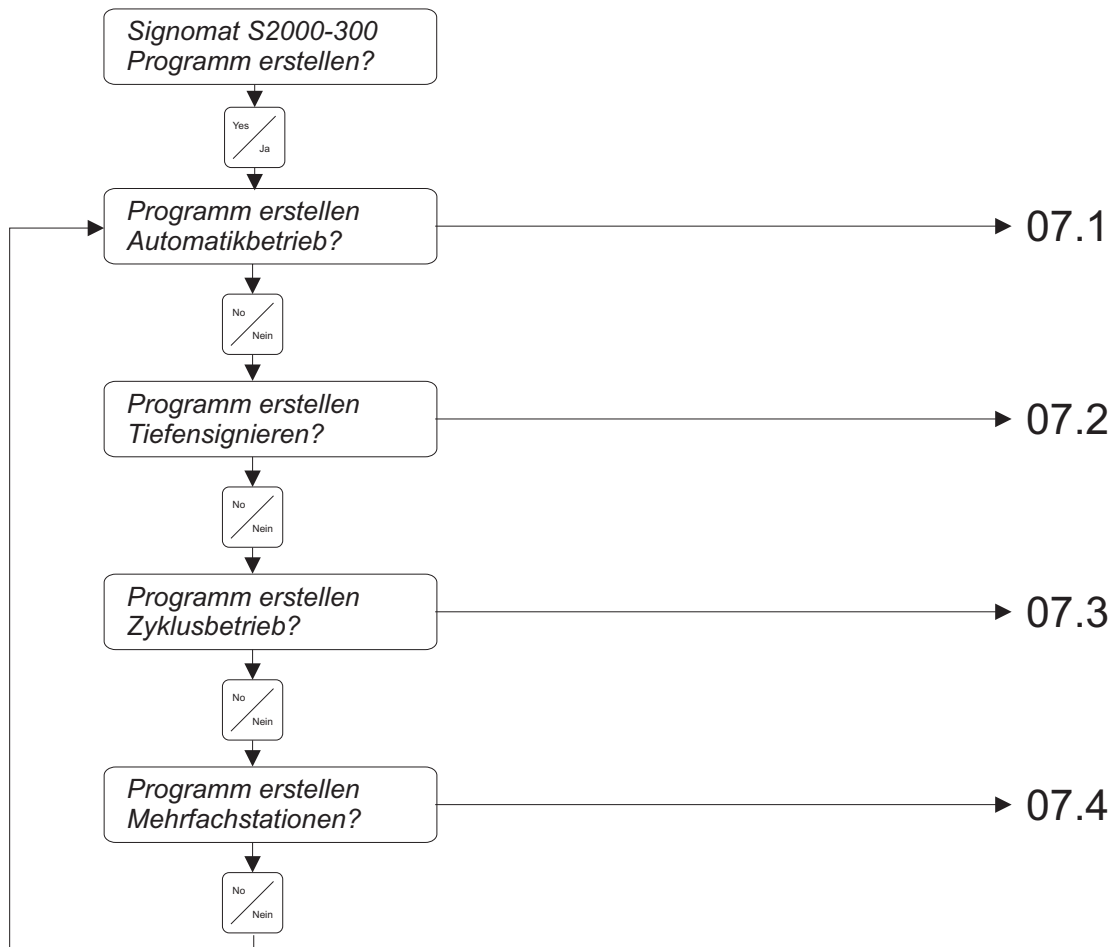 Signomat S2000-300
Programm erstellen?
Yes
Ja
Programm erstellen
Automatikbetrieb?
07.1
No
Nein
Programm erstellen
Tiefensignieren?
07.2
No
Nein
Programm erstellen
Zyklusbetrieb?
07.3
No
Nein
Programm erstellen
Mehrfachstationen?
07.4
No
Nein